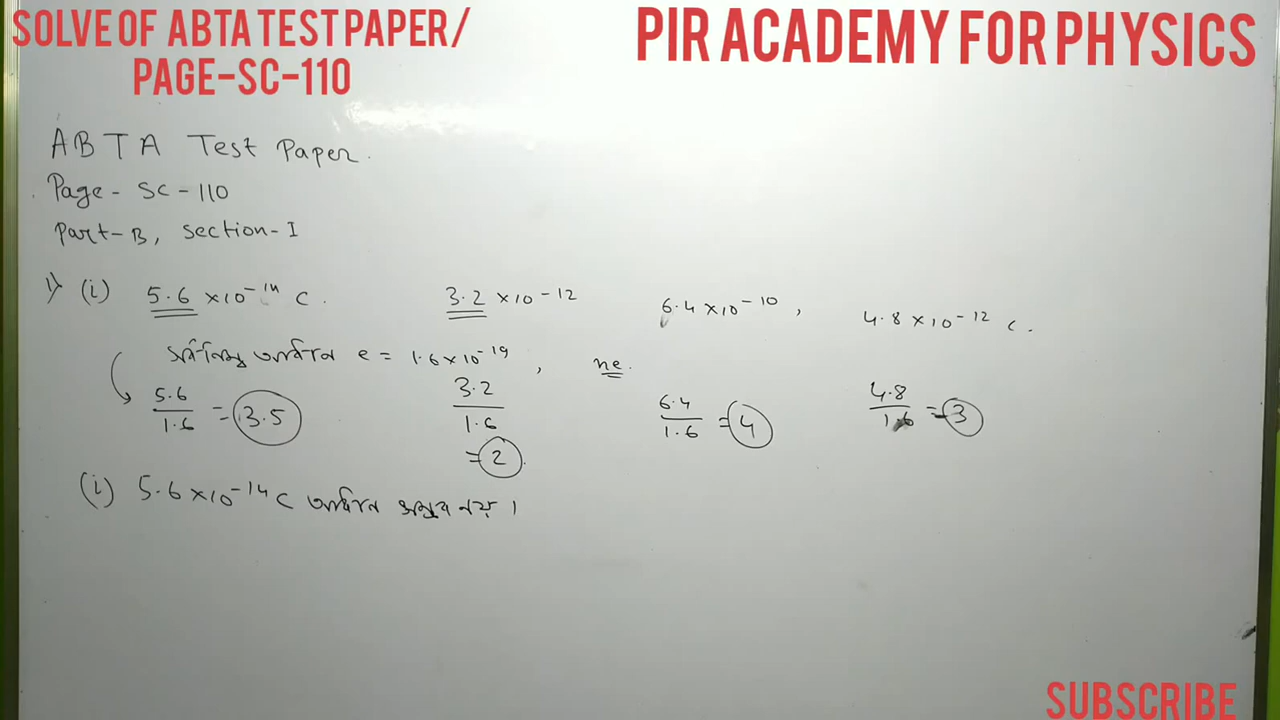 SOLVE OF ABTA TEST PAPER/
PAGE-SC-110
PIR ACADEMY FOR PHYSICS
ABTA Test Paper.
Page - SC - 110
Part-B, section-I
1) (i) 5.6 × 10⁻¹⁴ C. 3.2 × 10⁻¹² 6.4 × 10⁻¹⁰, 4.8 × 10⁻¹² C.
সর্বনিম্ন আধান e = 1.6 × 10⁻¹⁹, ne.
5.6/1.6 = 3.5 3.2/1.6 = 2 6.4/1.6 = 4 4.8/1.6 = 3
(i) 5.6 × 10⁻¹⁴ C আধান সম্ভব নয়।
SUBSCRIBE